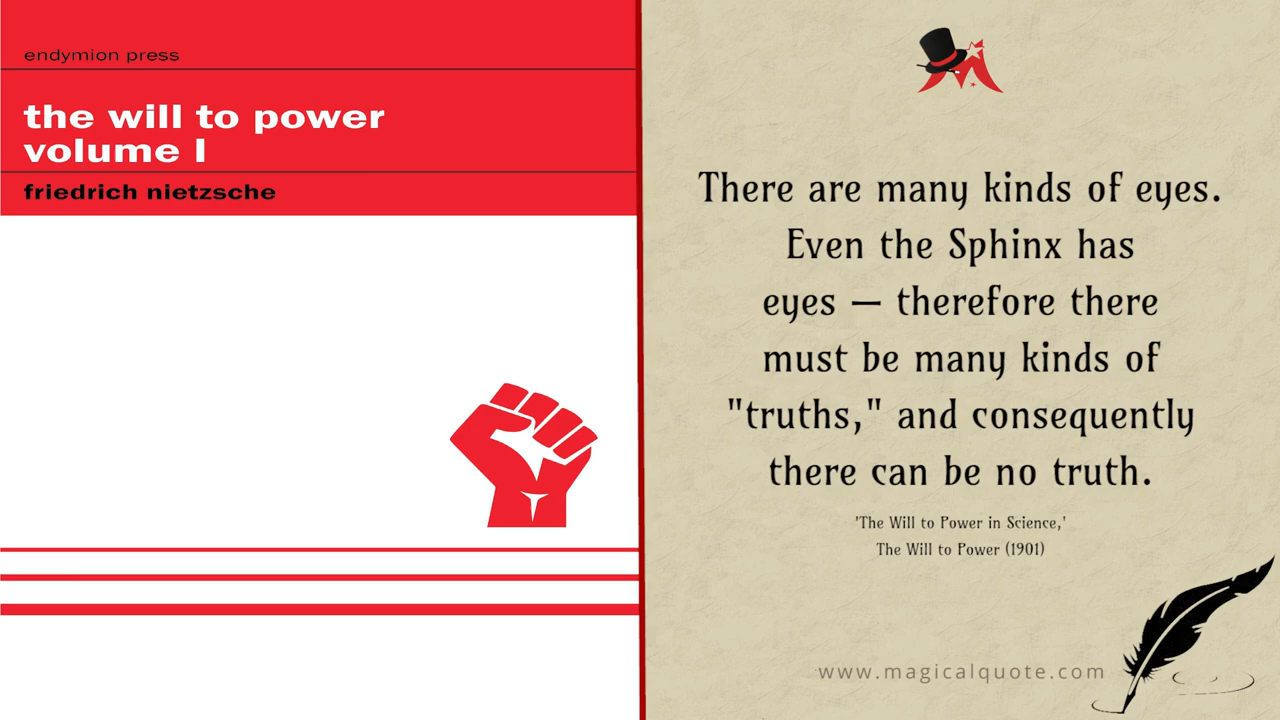 endymion press
the will to power
volume I
friedrich nietzsche
There are many kinds of eyes.
Even the Sphinx has
eyes — therefore there
must be many kinds of
"truths," and consequently
there can be no truth.
'The Will to Power in Science,'
The Will to Power (1901)
www.magicalquote.com